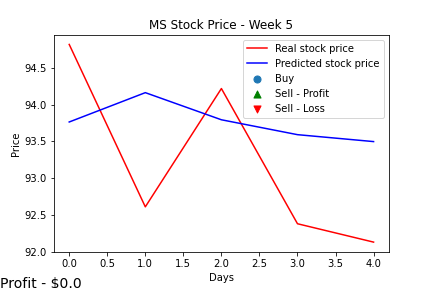 MS Stock Price - Week 5
Real stock price
Predicted stock price
Buy
Sell - Profit
Sell - Loss
94.5
94.0
93.5
93.0
92.5
92.0
Price
0.0 0.5 1.0 1.5 2.0 2.5 3.0 3.5 4.0
Days
Profit - $0.0